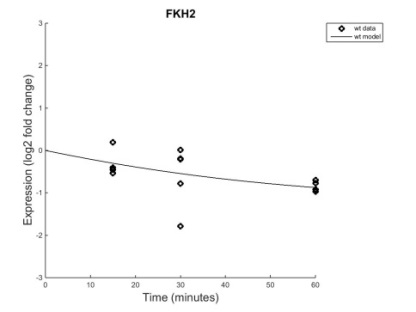 FKH2
wt data
wt model
Expression (log2 fold change)
3
2
1
0
-1
-2
-3
0 10 20 30 40 50 60
Time (minutes)